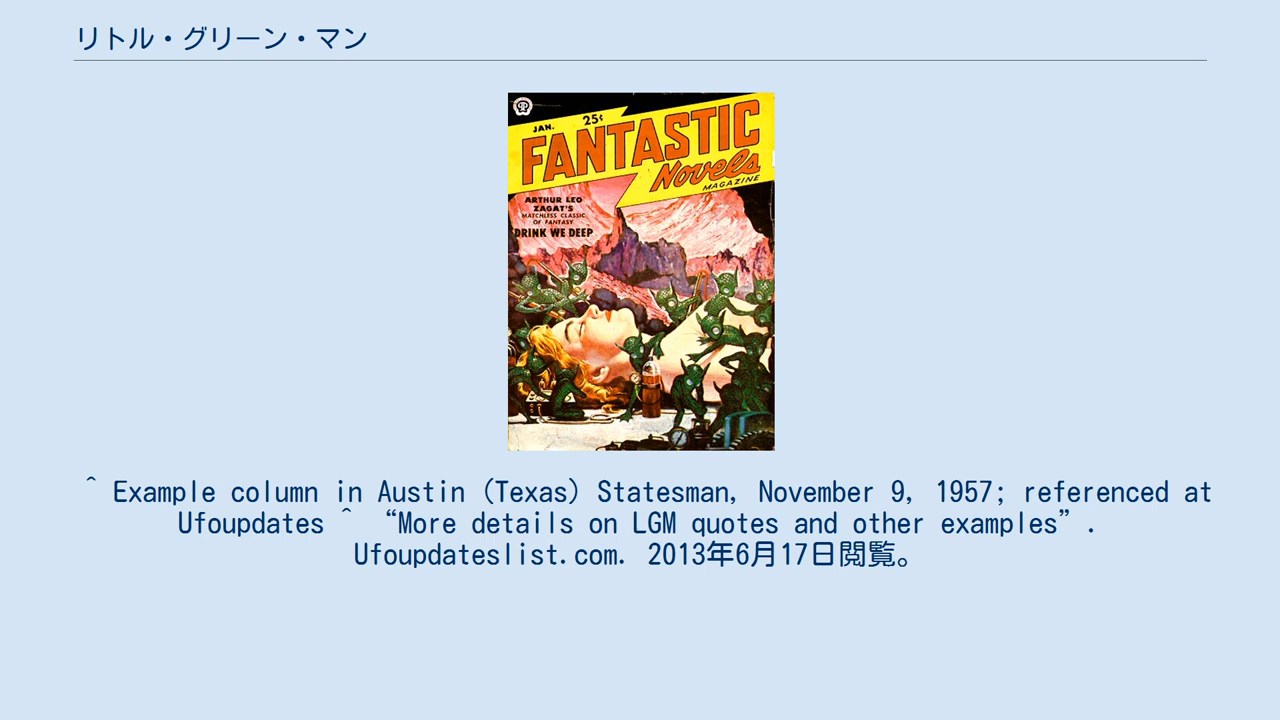 リトル・グリーン・マン
JAN.
25¢
FANTASTIC
Novels
MAGAZINE
ARTHUR LEO
ZAGAT'S
MATCHLESS CLASSIC
OF FANTASY
DRINK WE DEEP
^ Example column in Austin (Texas) Statesman, November 9, 1957; referenced at
Ufoupdates ^ “More details on LGM quotes and other examples”.
Ufoupdateslist.com. 2013年6月17日閲覧。